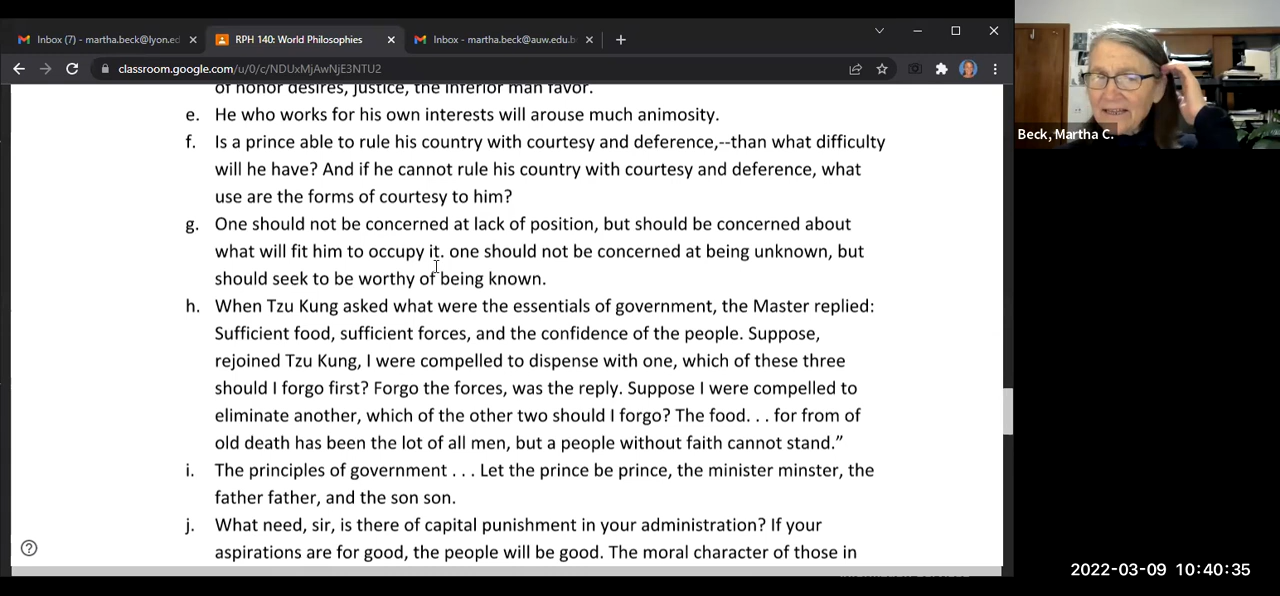 Inbox (7) - martha.beck@lyon.ed
RPH 140: World Philosophies
Inbox - martha.beck@auw.edu.b
classroom.google.com/u/0/c/NDUxMjAwNjE3NTU2
of honor desires, justice, the inferior man favor.
e. He who works for his own interests will arouse much animosity.
f. Is a prince able to rule his country with courtesy and deference,--than what difficulty
will he have? And if he cannot rule his country with courtesy and deference, what
use are the forms of courtesy to him?
g. One should not be concerned at lack of position, but should be concerned about
what will fit him to occupy it. one should not be concerned at being unknown, but
should seek to be worthy of being known.
h. When Tzu Kung asked what were the essentials of government, the Master replied:
Sufficient food, sufficient forces, and the confidence of the people. Suppose,
rejoined Tzu Kung, I were compelled to dispense with one, which of these three
should I forgo first? Forgo the forces, was the reply. Suppose I were compelled to
eliminate another, which of the other two should I forgo? The food. . . for from of
old death has been the lot of all men, but a people without faith cannot stand.”
i. The principles of government . . . Let the prince be prince, the minister minster, the
father father, and the son son.
j. What need, sir, is there of capital punishment in your administration? If your
aspirations are for good, the people will be good. The moral character of those in
Beck, Martha C.
2022-03-09 10:40:35